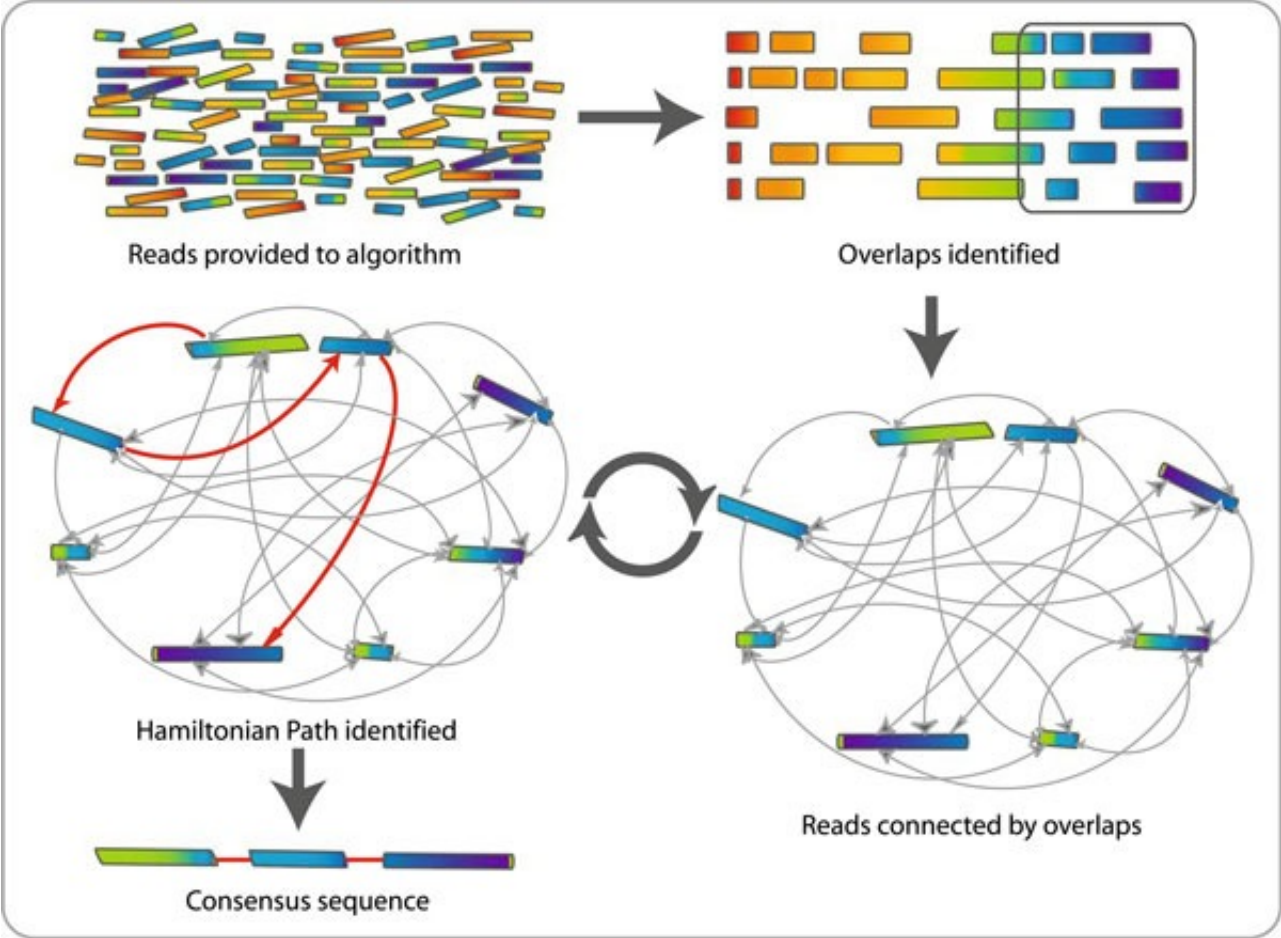 Reads provided to algorithm
Overlaps identified
Hamiltonian Path identified
Reads connected by overlaps
Consensus sequence